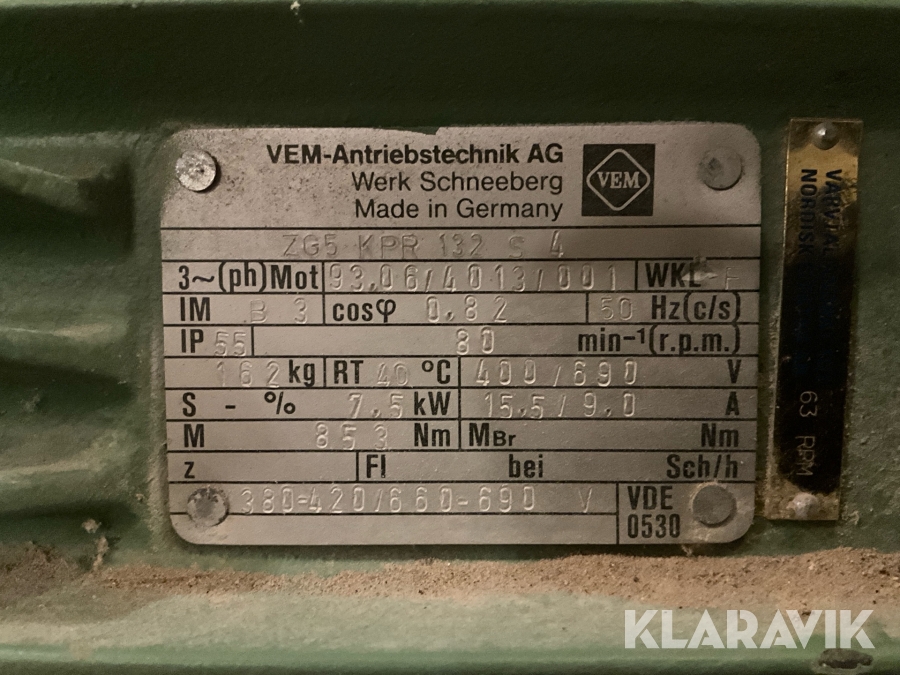 VEM-Antriebstechnik AG
Werk Schneeberg
Made in Germany
VEM
ZG5 KPR 132 S 4
3~(ph)Mot 93.06/4013/001 WKL F
IM B 3 cosφ 0,82 50 Hz(c/s)
IP 55 80 min-1(r.p.m.)
162 kg RT 40 °C 400/690 V
S - % 7,5 kW 15.5/9.0 A
M 853 Nm MBr Nm
z Fl bei Sch/h
380-420/660-690 V VDE
0530
VARVTAL
NORDISK
63 RPM
KLARAVIK